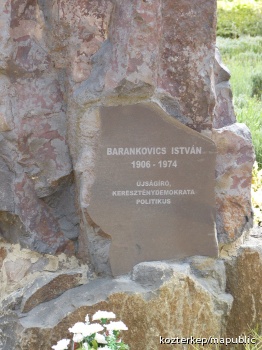 BARANKOVICS ISTVÁN
1906 - 1974
ÚJSÁGÍRÓ,
KERESZTÉNYDEMOKRATA
POLITIKUS
kozterkep/mapublic